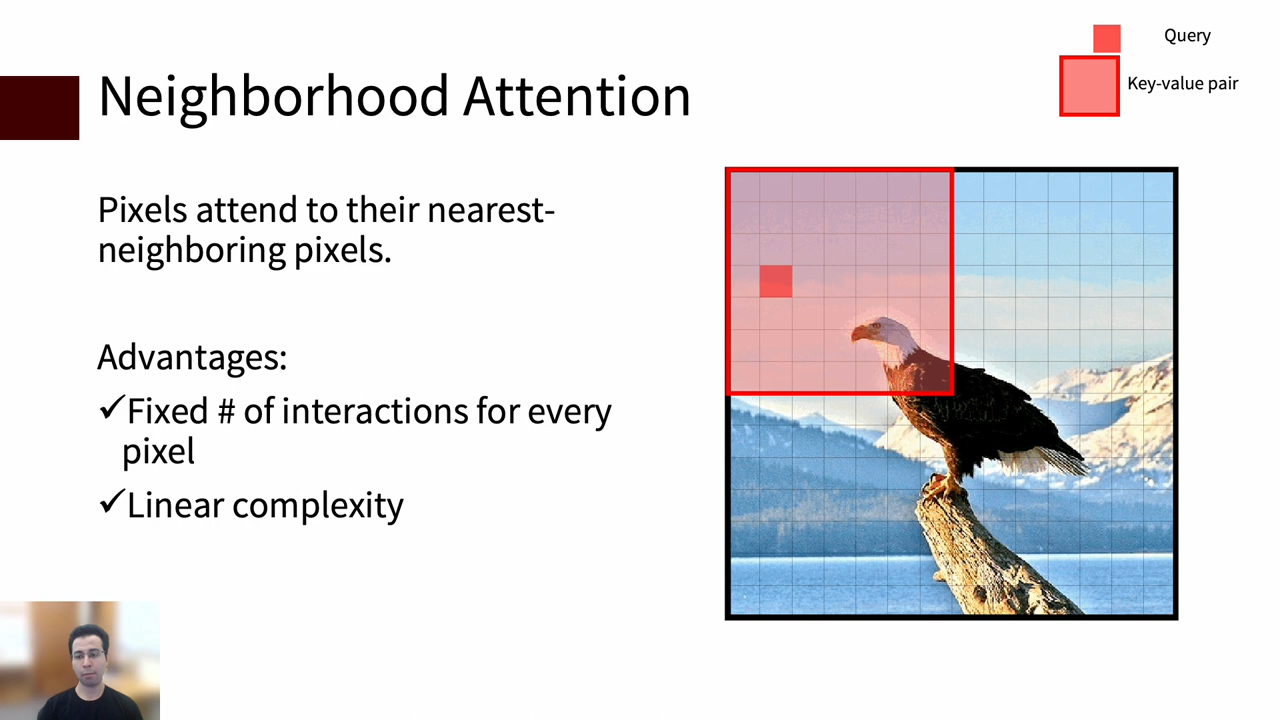 Query
Key-value pair
Neighborhood Attention
Pixels attend to their nearest-
neighboring pixels.
Advantages:
✓Fixed # of interactions for every
pixel
✓Linear complexity